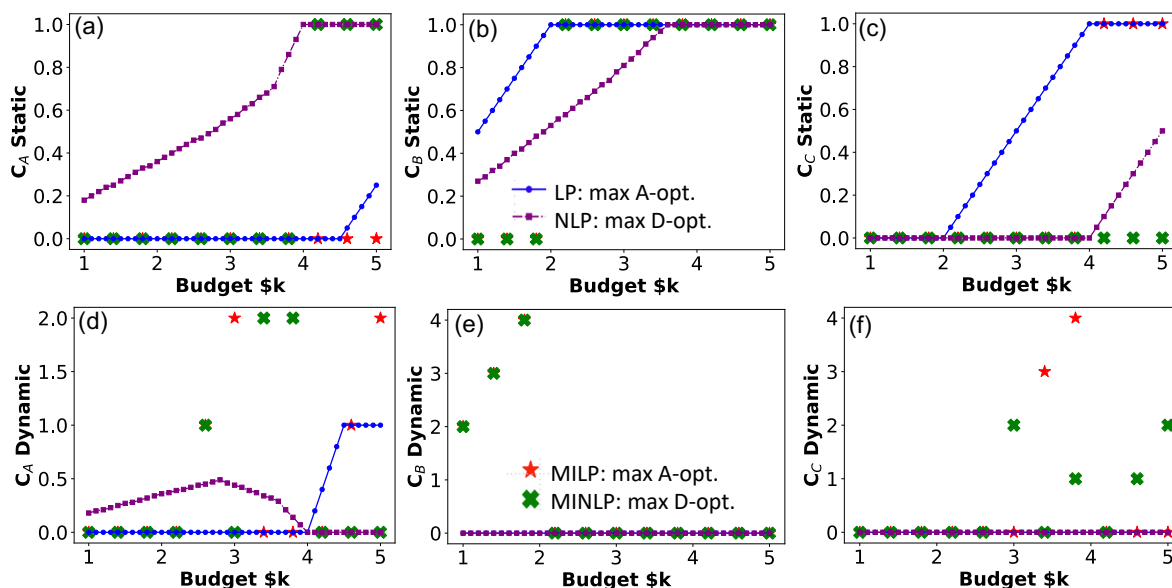 (a)
C_A Static
1.0
0.8
0.6
0.4
0.2
0.0
1 2 3 4 5
Budget $k
(b)
C_B Static
1.0
0.8
0.6
0.4
0.2
0.0
LP: max A-opt.
NLP: max D-opt.
1 2 3 4 5
Budget $k
(c)
C_C Static
1.0
0.8
0.6
0.4
0.2
0.0
1 2 3 4 5
Budget $k
(d)
C_A Dynamic
2.0
1.5
1.0
0.5
0.0
1 2 3 4 5
Budget $k
(e)
C_B Dynamic
4
3
2
1
0
MILP: max A-opt.
MINLP: max D-opt.
1 2 3 4 5
Budget $k
(f)
C_C Dynamic
4
3
2
1
0
1 2 3 4 5
Budget $k